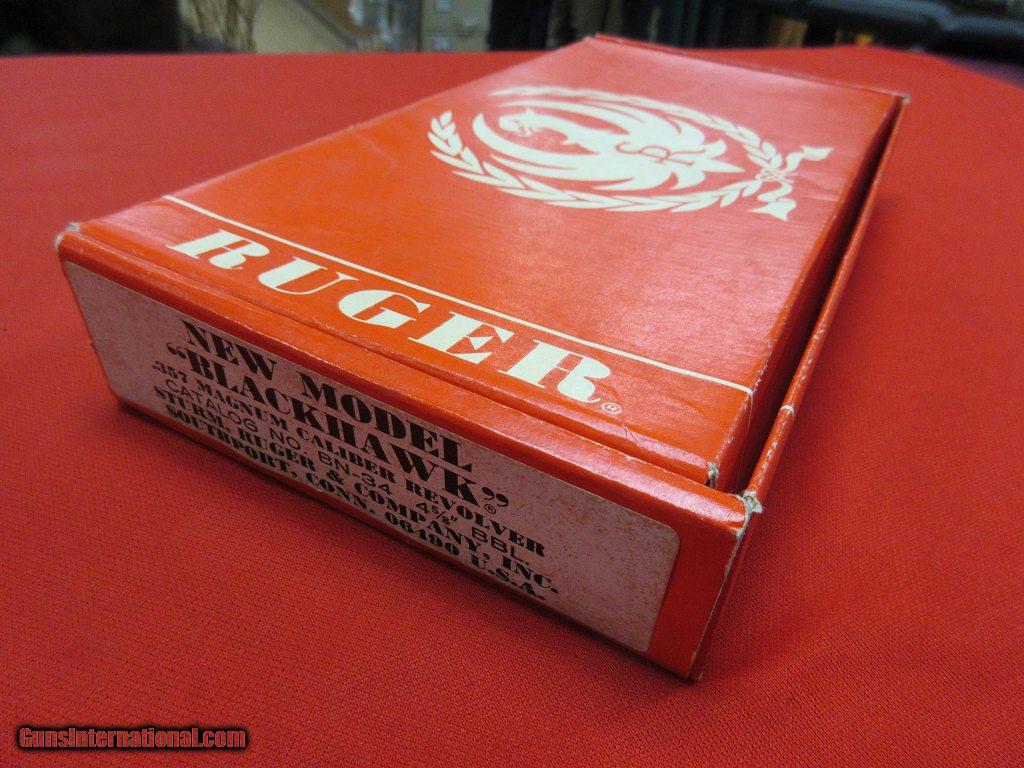 RUGER®
NEW MODEL
"BLACKHAWK"®
.357 MAGNUM CALIBER REVOLVER
CATALOG NO. BN-34 4⅝" BBL.
STURM, RUGER & COMPANY, INC.
SOUTHPORT, CONN. 06490 U.S.A.
GunsInternational.com